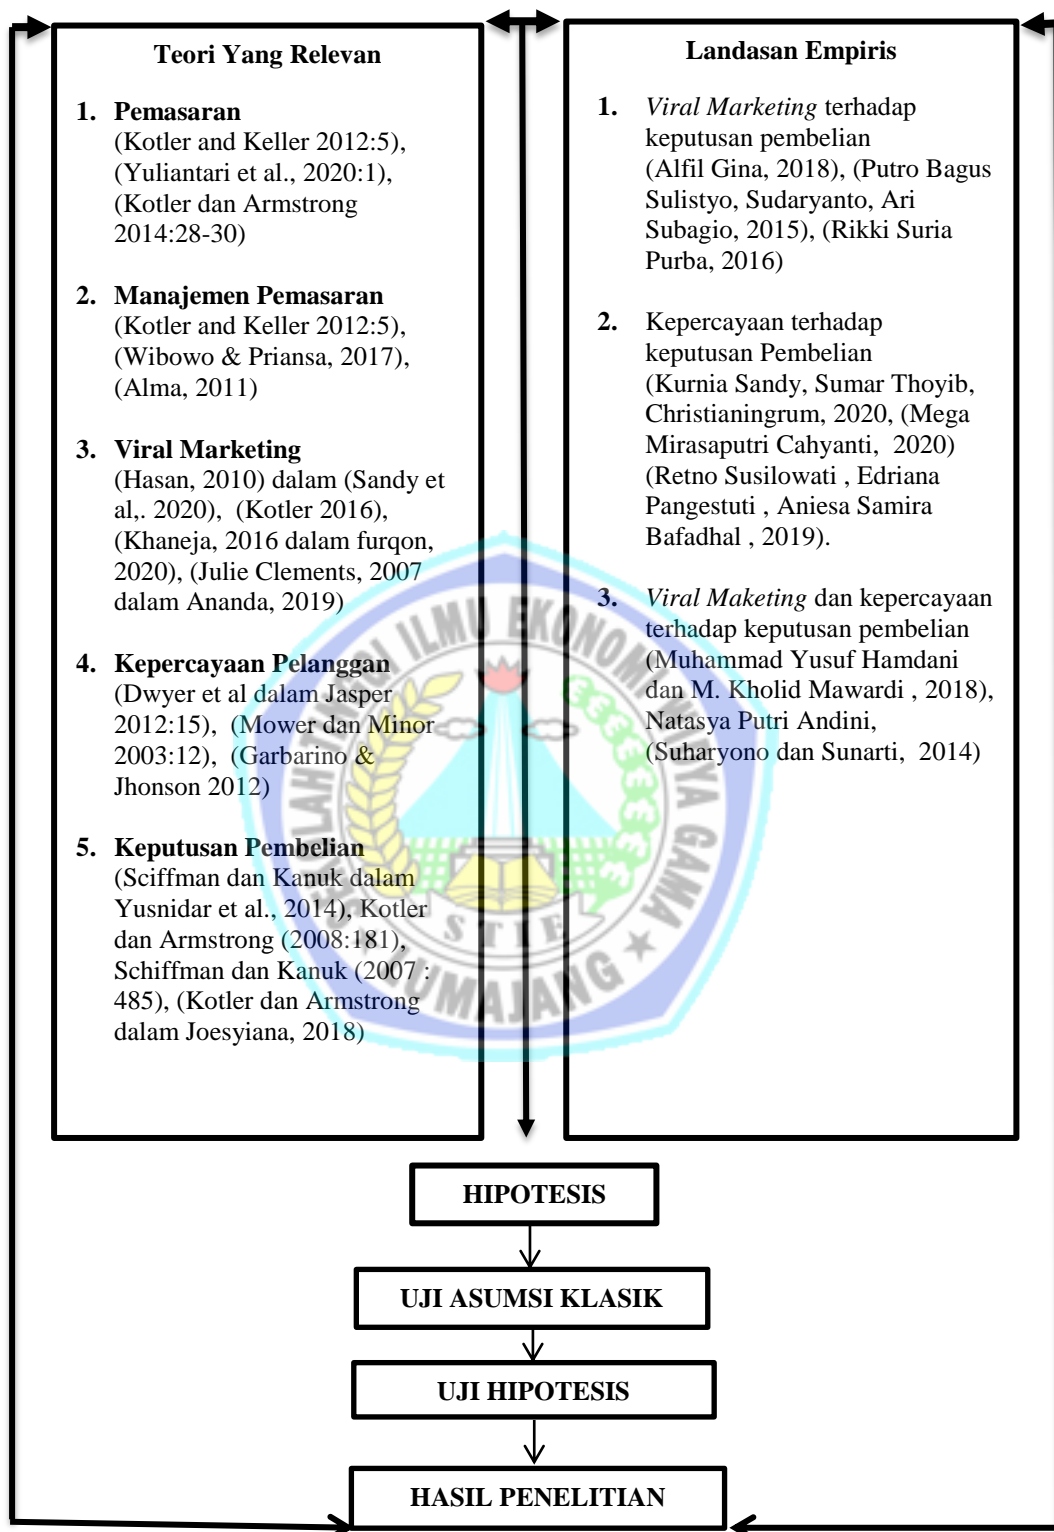 Teori Yang Relevan
1. Pemasaran
(Kotler and Keller 2012:5),
(Yuliantari et al., 2020:1),
(Kotler dan Armstrong
2014:28-30)
2. Manajemen Pemasaran
(Kotler and Keller 2012:5),
(Wibowo & Priansa, 2017),
(Alma, 2011)
3. Viral Marketing
(Hasan, 2010) dalam (Sandy et
al,. 2020), (Kotler 2016),
(Khaneja, 2016 dalam furqon,
2020), (Julie Clements, 2007
dalam Ananda, 2019)
4. Kepercayaan Pelanggan
(Dwyer et al dalam Jasper
2012:15), (Mower dan Minor
2003:12), (Garbarino &
Jhonson 2012)
5. Keputusan Pembelian
(Sciffman dan Kanuk dalam
Yusnidar et al., 2014), Kotler
dan Armstrong (2008:181),
Schiffman dan Kanuk (2007 :
485), (Kotler dan Armstrong
dalam Joesyiana, 2018)
Landasan Empiris
1. Viral Marketing terhadap
keputusan pembelian
(Alfil Gina, 2018), (Putro Bagus
Sulistyo, Sudaryanto, Ari
Subagio, 2015), (Rikki Suria
Purba, 2016)
2. Kepercayaan terhadap
keputusan Pembelian
(Kurnia Sandy, Sumar Thoyib,
Christianingrum, 2020, (Mega
Mirasaputri Cahyanti, 2020)
(Retno Susilowati , Edriana
Pangestuti , Aniesa Samira
Bafadhal , 2019).
3. Viral Maketing dan kepercayaan
terhadap keputusan pembelian
(Muhammad Yusuf Hamdani
dan M. Kholid Mawardi , 2018),
Natasya Putri Andini,
(Suharyono dan Sunarti, 2014)
SEKOLAH TINGGI ILMU EKONOMI WIDYA GAMA
STIE
LUMAJANG
HIPOTESIS
UJI ASUMSI KLASIK
UJI HIPOTESIS
HASIL PENELITIAN